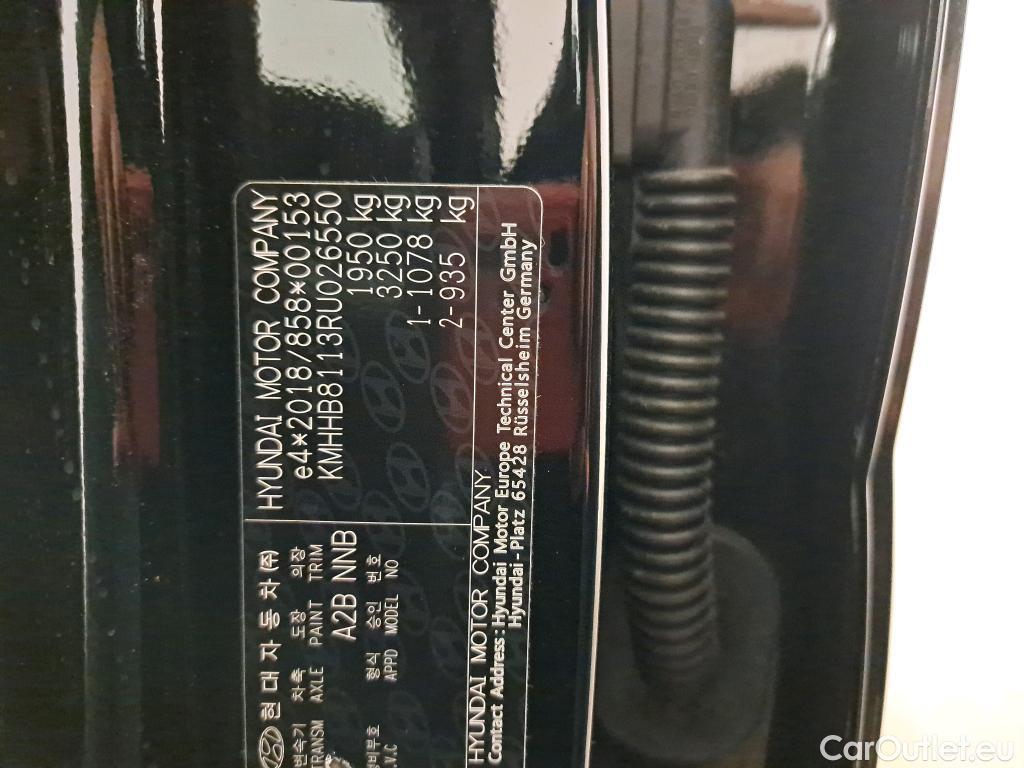 현대자동차(주)
변속기 차축 도장 의장
TRANSM AXLE PAINT TRIM
A2B NNB
형식 승인 번호
V.C APPD MODEL NO
HYUNDAI MOTOR COMPANY
e4*2018/858*00153
KMHHB8113RU026550
1950 kg
3250 kg
1- 1078 kg
2- 935 kg
HYUNDAI MOTOR COMPANY
Contact Address : Hyundai Motor Europe Technical Center GmbH
Hyundai-Platz 65428 Rüsselsheim Germany
CarOutlet.eu